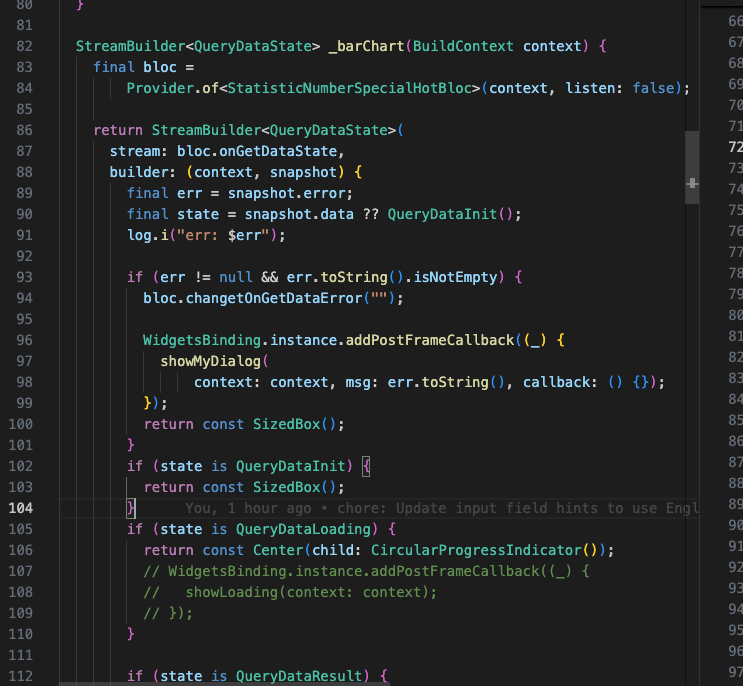 80 }
81
82 StreamBuilder<QueryDataState> _barChart(BuildContext context) {
83 final bloc =
84 Provider.of<StatisticNumberSpecialHotBloc>(context, listen: false);
85
86 return StreamBuilder<QueryDataState>(
87 stream: bloc.onGetDataState,
88 builder: (context, snapshot) {
89 final err = snapshot.error;
90 final state = snapshot.data ?? QueryDataInit();
91 log.i("err: $err");
92
93 if (err != null && err.toString().isNotEmpty) {
94 bloc.changetOnGetDataError("");
95
96 WidgetsBinding.instance.addPostFrameCallback((_) {
97 showMyDialog(
98 context: context, msg: err.toString(), callback: () {});
99 });
100 return const SizedBox();
101 }
102 if (state is QueryDataInit) {
103 return const SizedBox();
104 } You, 1 hour ago • chore: Update input field hints to use Engl
105 if (state is QueryDataLoading) {
106 return const Center(child: CircularProgressIndicator());
107 // WidgetsBinding.instance.addPostFrameCallback((_) {
108 // showLoading(context: context);
109 // });
110 }
111
112 if (state is QueryDataResult) {
66
67
68
69
70
71
72
73
74
75
76
77
78
79
80
81
82
83
84
85
86
87
88
89
90
91
92
93
94
95
96
97